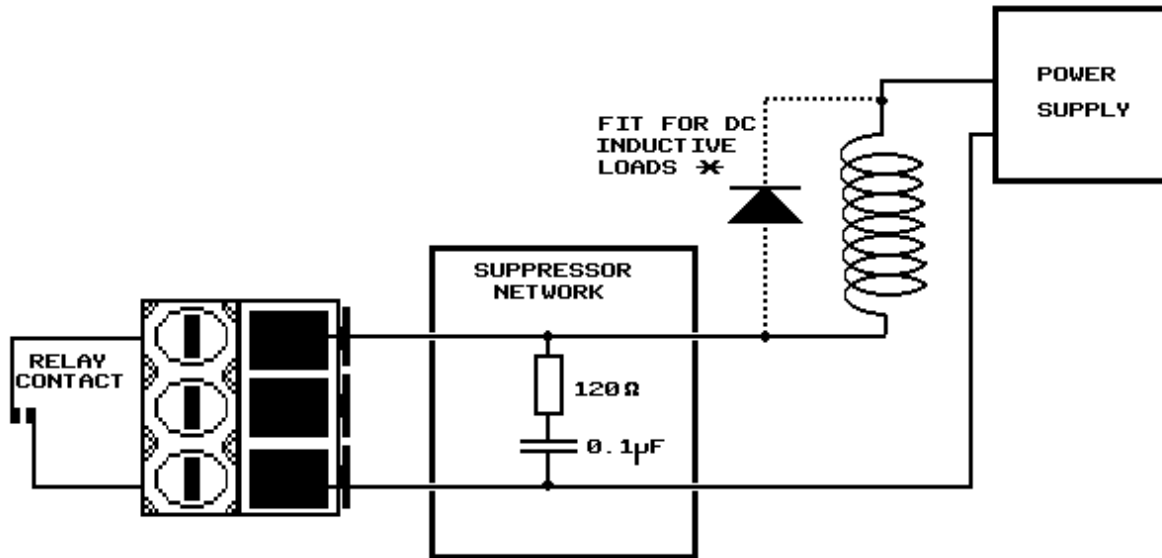 POWER
SUPPLY
FIT FOR DC
INDUCTIVE
LOADS *
SUPPRESSOR
NETWORK
RELAY
CONTACT
120Ω
0.1µF